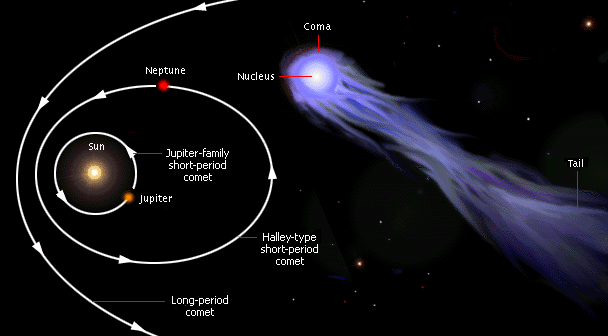 Coma
Neptune
Nucleus
Sun
Jupiter-family
short-period
comet
Tail
Jupiter
Halley-type
short-period
comet
Long-period
comet